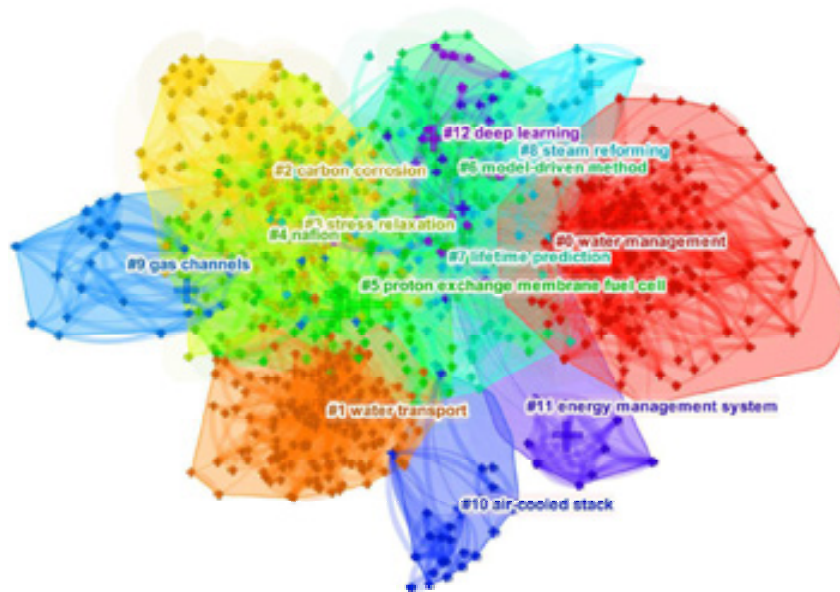 #12 deep learning
#8 steam reforming
#6 model-driven method
#2 carbon corrosion
#3 stress relaxation
#4 nafion
#0 water management
#7 lifetime prediction
#9 gas channels
#5 proton exchange membrane fuel cell
#1 water transport
#11 energy management system
#10 air-cooled stack